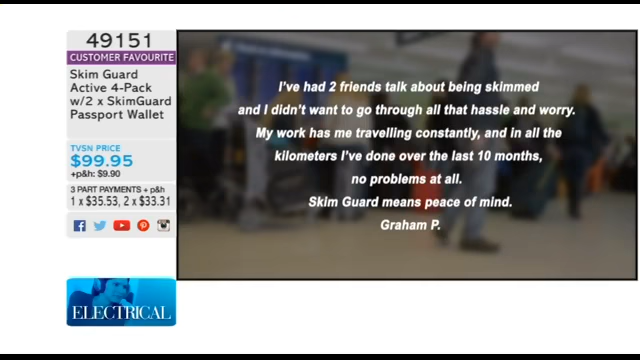 49151
CUSTOMER FAVOURITE
Skim Guard
Active 4-Pack
w/2 x SkimGuard
Passport Wallet
TVSN PRICE
$99.95
+p&h: $9.90
3 PART PAYMENTS + p&h
1 x $35.53, 2 x $33.31
ELECTRICAL
I've had 2 friends talk about being skimmed
and I didn't want to go through all that hassle and worry.
My work has me travelling constantly, and in all the
kilometers I've done over the last 10 months,
no problems at all.
Skim Guard means peace of mind.
Graham P.